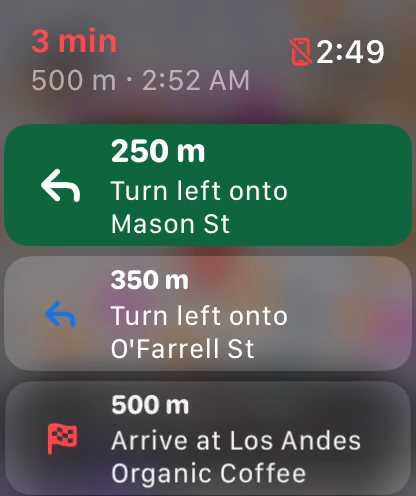 3 min
2:49
500 m · 2:52 AM
250 m
Turn left onto
Mason St
350 m
Turn left onto
O'Farrell St
500 m
Arrive at Los Andes
Organic Coffee